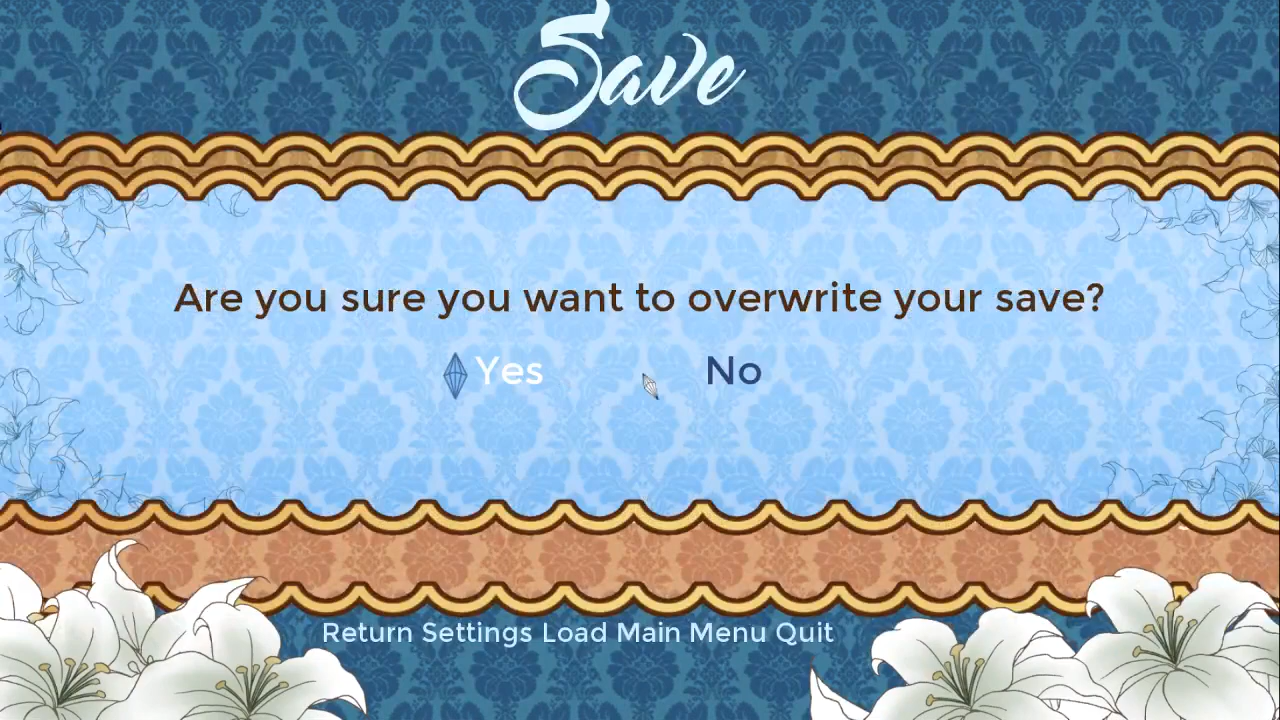 Save
Are you sure you want to overwrite your save?
Yes No
Return Settings Load Main Menu Quit